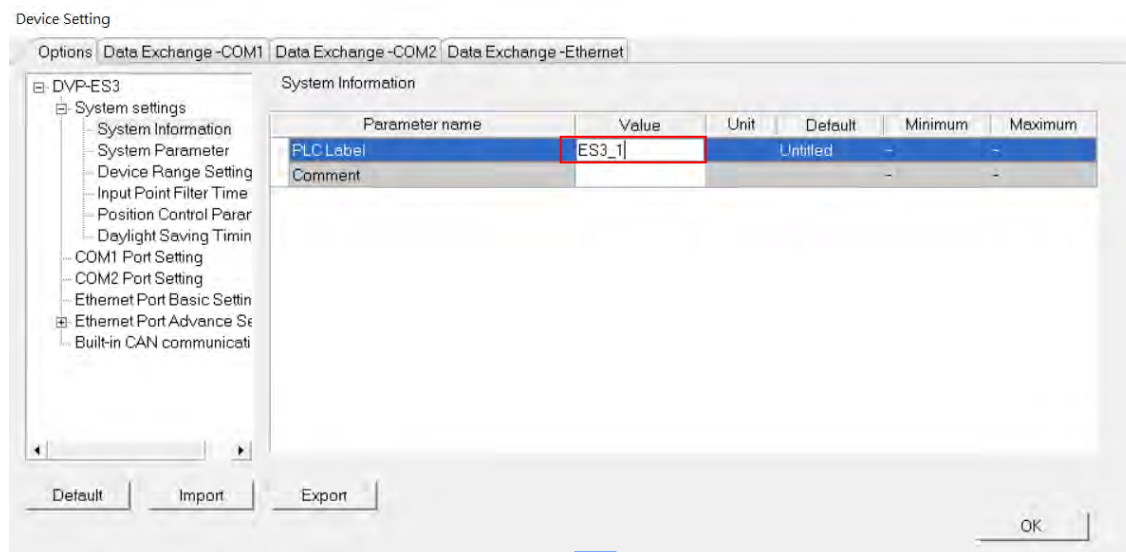 Device Setting
Options Data Exchange -COM1 Data Exchange -COM2 Data Exchange -Ethernet
DVP-ES3
System settings
System Information
System Parameter
Device Range Setting
Input Point Filter Time
Position Control Parar
Daylight Saving Timin
COM1 Port Setting
COM2 Port Setting
Ethernet Port Basic Settin
Ethernet Port Advance Se
Built-in CAN communicati
System Information
Parameter name Value Unit Default Minimum Maximum
PLC Label ES3_1 Untitled - -
Comment - -
Default Import Export
OK